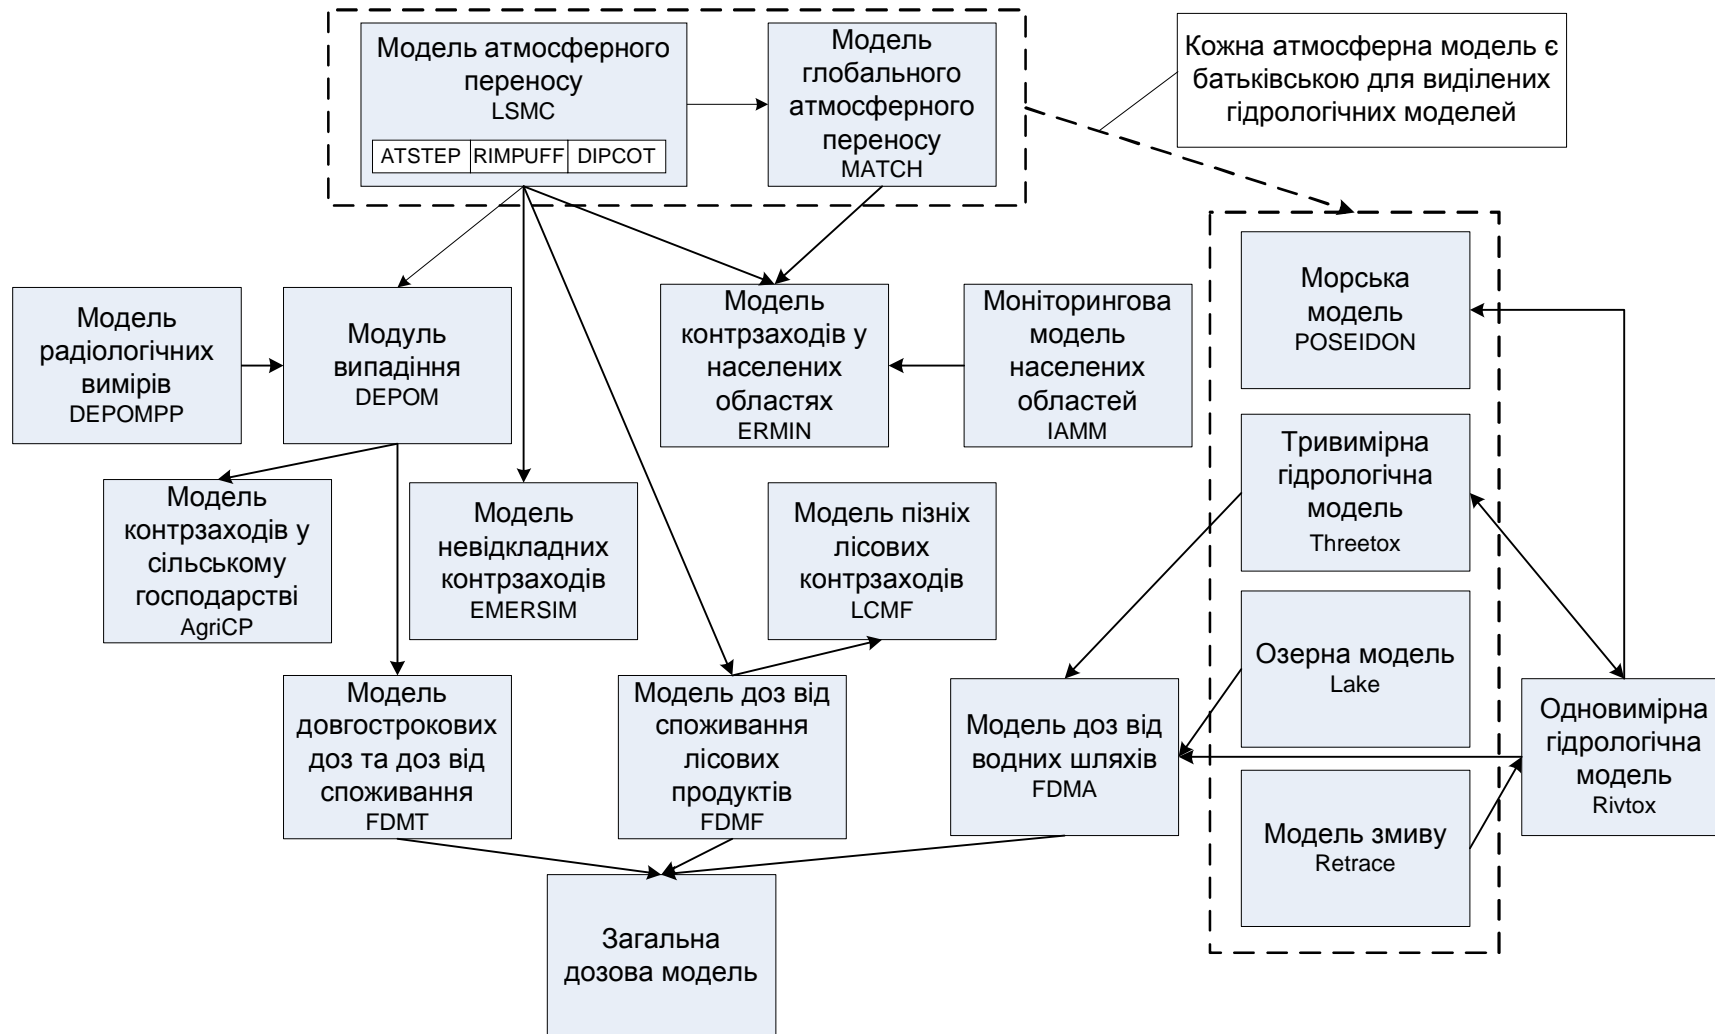 Модель атмосферного
переносу
LSMC
ATSTEP
RIMPUFF
DIPCOT
Модель
глобального
атмосферного
переносу
MATCH
Кожна атмосферна модель є
батьківською для виділених
гідрологічних моделей
Модель
радіологічних
вимірів
DEPOMPP
Модуль
випадіння
DEPOM
Модель
контрзаходів у
населених
областях
ERMIN
Моніторингова
модель
населених
областей
IAMM
Морська
модель
POSEIDON
Модель
контрзаходів у
сільському
господарстві
AgriCP
Модель
невідкладних
контрзаходів
EMERSIM
Модель пізніх
лісових
контрзаходів
LCMF
Тривимірна
гідрологічна
модель
Threetox
Модель
довгострокових
доз та доз від
споживання
FDMT
Модель доз від
споживання
лісових
продуктів
FDMF
Модель доз від
водних шляхів
FDMA
Озерна модель
Lake
Одновимірна
гідрологічна
модель
Rivtox
Модель змиву
Retrace
Загальна
дозова модель